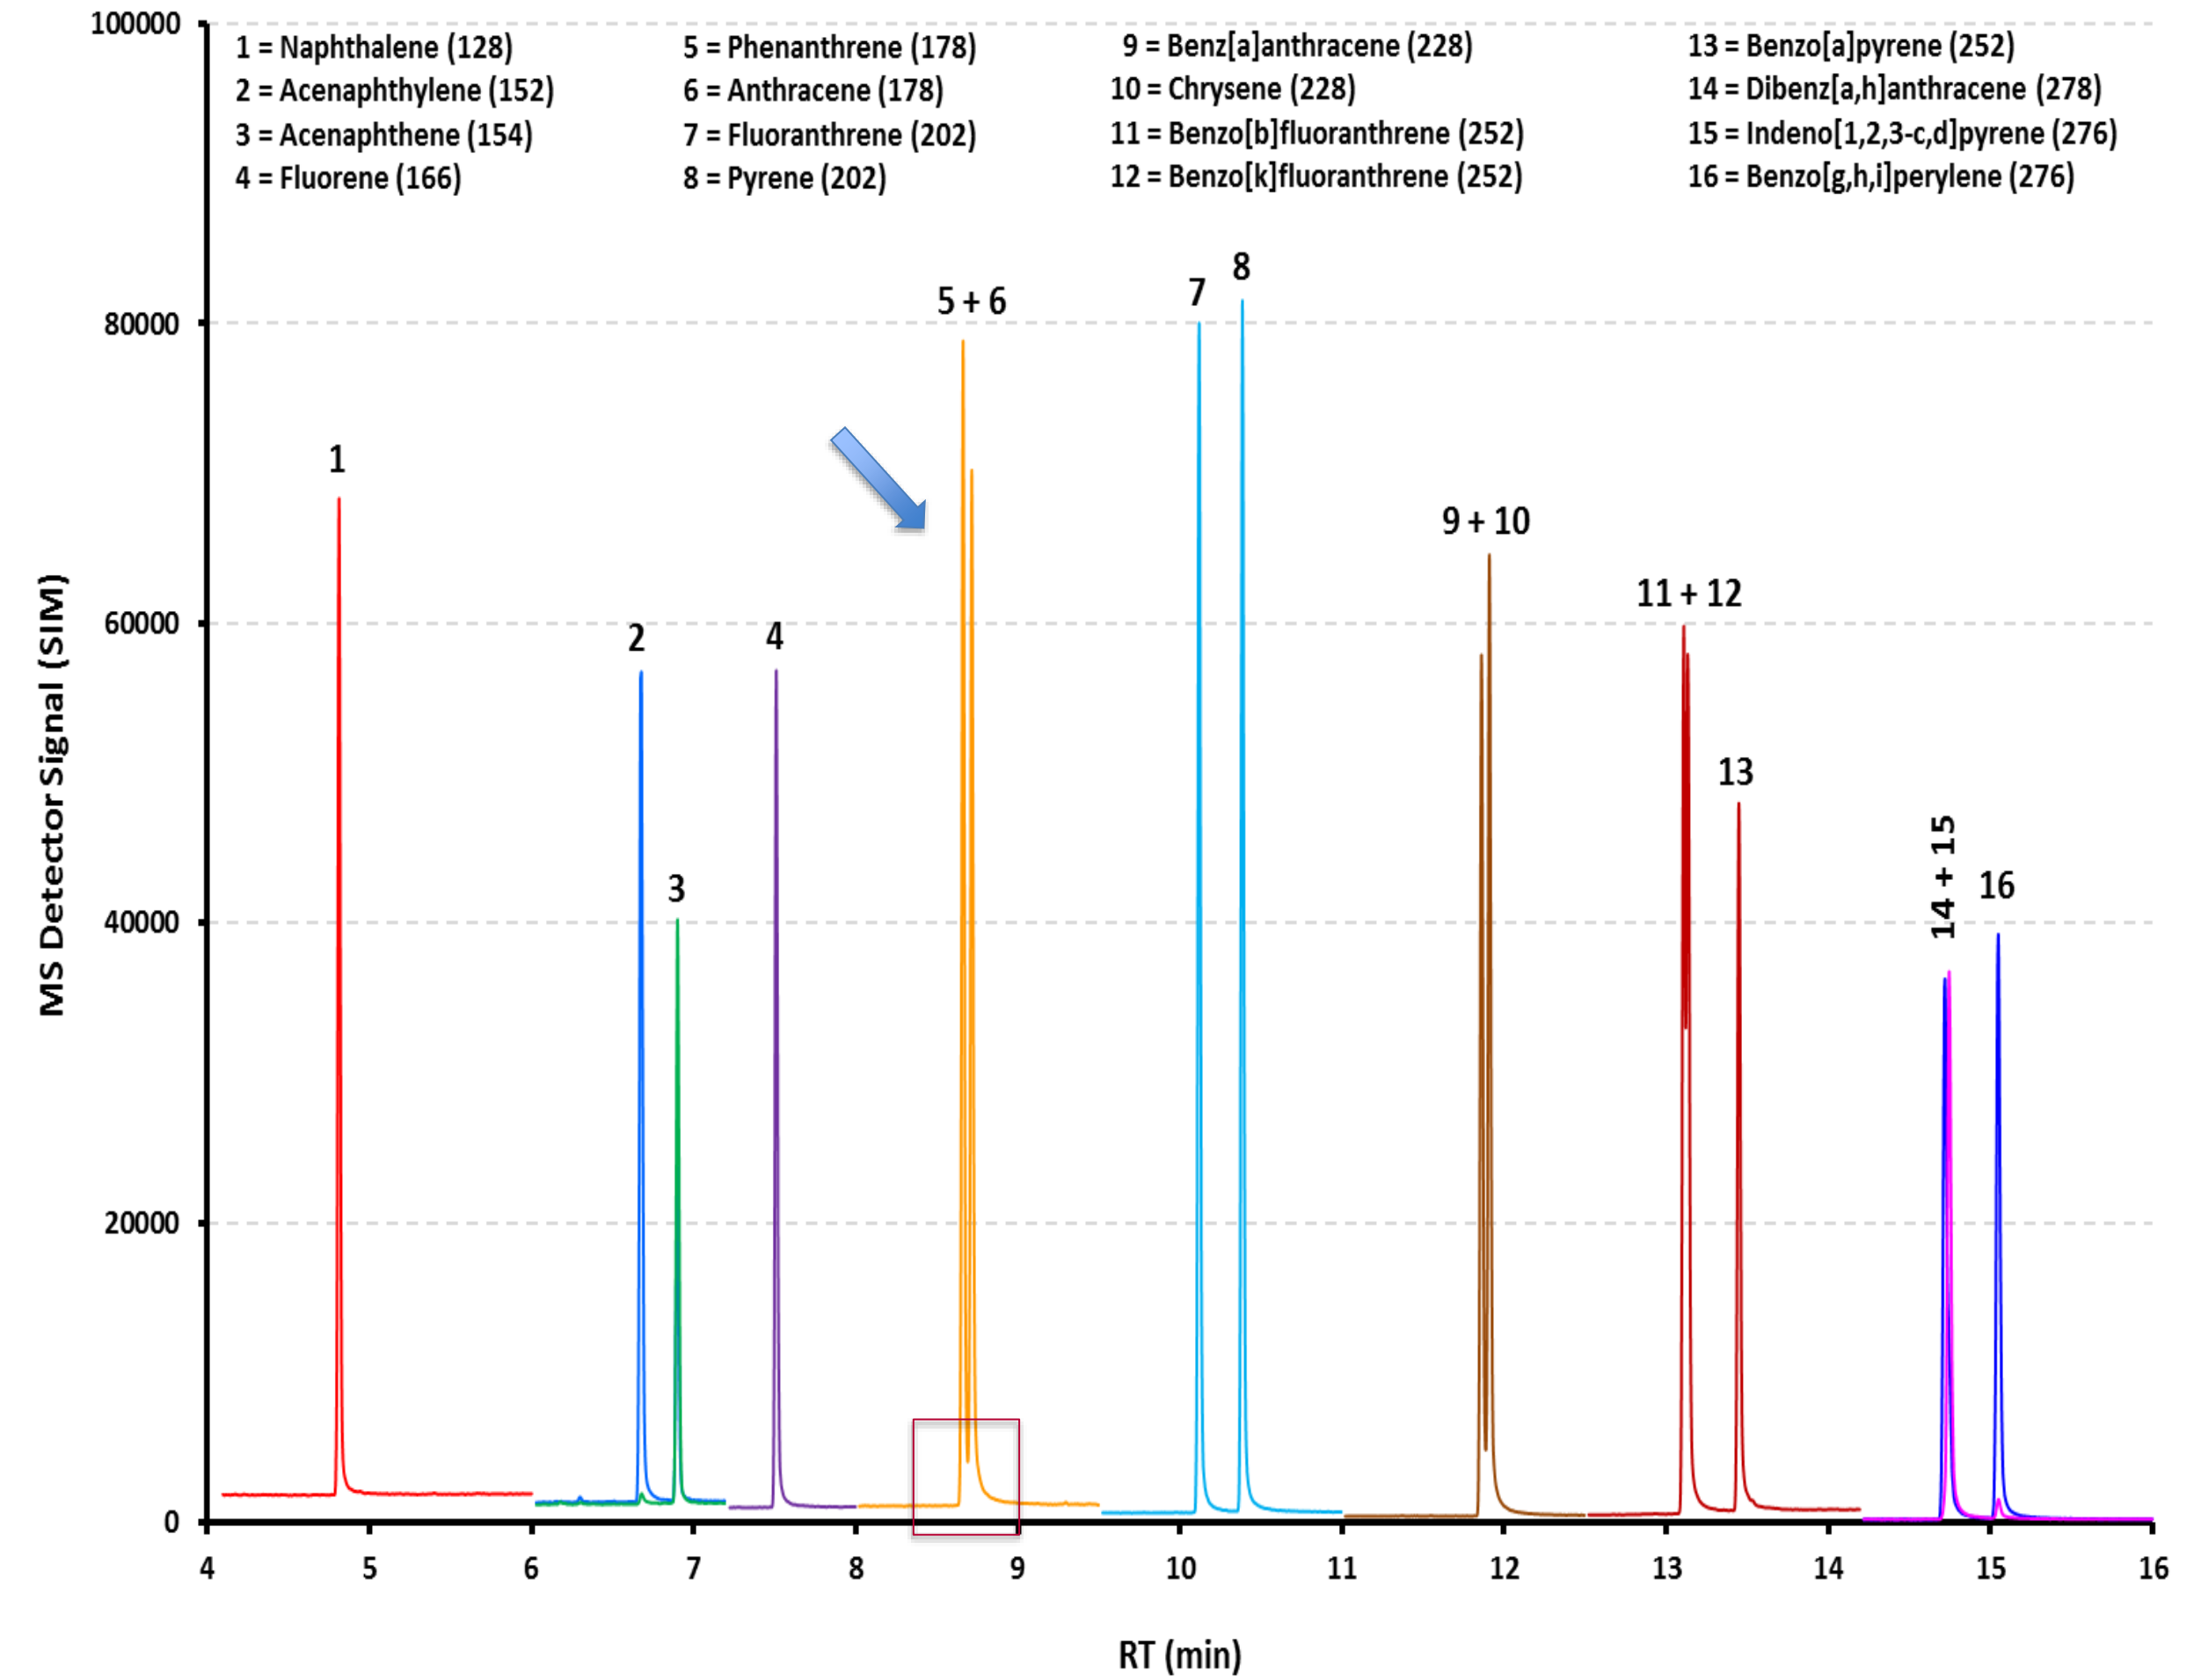 100000
1 = Naphthalene (128)
2 = Acenaphthylene (152)
3 = Acenaphthene (154)
4 = Fluorene (166)
5 = Phenanthrene (178)
6 = Anthracene (178)
7 = Fluoranthrene (202)
8 = Pyrene (202)
9 = Benz[a]anthracene (228)
10 = Chrysene (228)
11 = Benzo[b]fluoranthrene (252)
12 = Benzo[k]fluoranthrene (252)
13 = Benzo[a]pyrene (252)
14 = Dibenz[a,h]anthracene (278)
15 = Indeno[1,2,3-c,d]pyrene (276)
16 = Benzo[g,h,i]perylene (276)
80000
60000
40000
20000
0
MS Detector Signal (SIM)
1
2
3
4
5 + 6
7
8
9 + 10
11 + 12
13
14 + 15
16
4 5 6 7 8 9 10 11 12 13 14 15 16
RT (min)